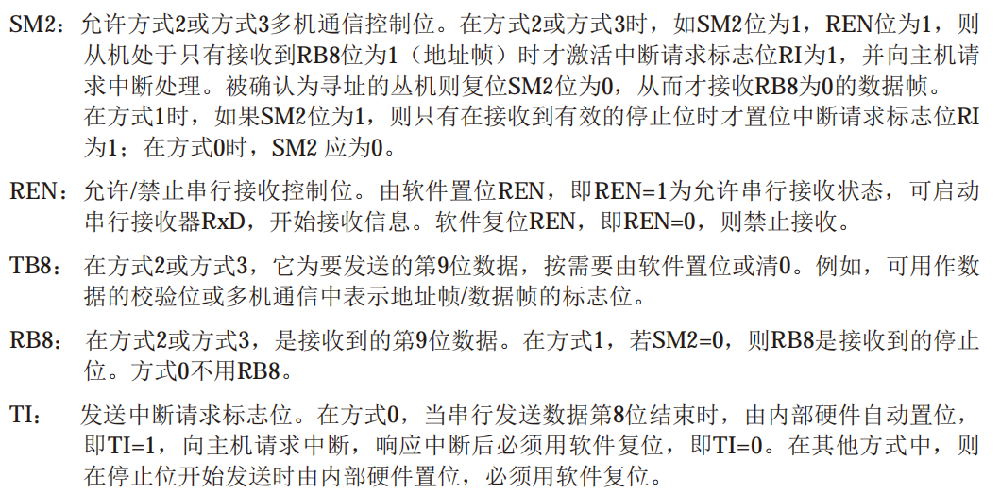 SM2：允许方式2或方式3多机通信控制位。在方式2或方式3时，如SM2位为1，REN位为1，则
从机处于只有接收到RB8位为1（地址帧）时才激活中断请求标志位RI为1，并向主机请
求中断处理。被确认为寻址的丛机则复位SM2位为0，从而才接收RB8为0的数据帧。
在方式1时，如果SM2位为1，则只有在接收到有效的停止位时才置位中断请求标志位RI
为1；在方式0时，SM2 应为0。
REN：允许/禁止串行接收控制位。由软件置位REN，即REN=1为允许串行接收状态，可启动
串行接收器RxD，开始接收信息。软件复位REN，即REN=0，则禁止接收。
TB8：在方式2或方式3，它为要发送的第9位数据，按需要由软件置位或清0。例如，可用作数
据的校验位或多机通信中表示地址帧/数据帧的标志位。
RB8：在方式2或方式3，是接收到的第9位数据。在方式1，若SM2=0，则RB8是接收到的停止
位。方式0不用RB8。
TI：发送中断请求标志位。在方式0，当串行发送数据第8位结束时，由内部硬件自动置位，
即TI=1，向主机请求中断，响应中断后必须用软件复位，即TI=0。在其他方式中，则
在停止位开始发送时由内部硬件置位，必须用软件复位。